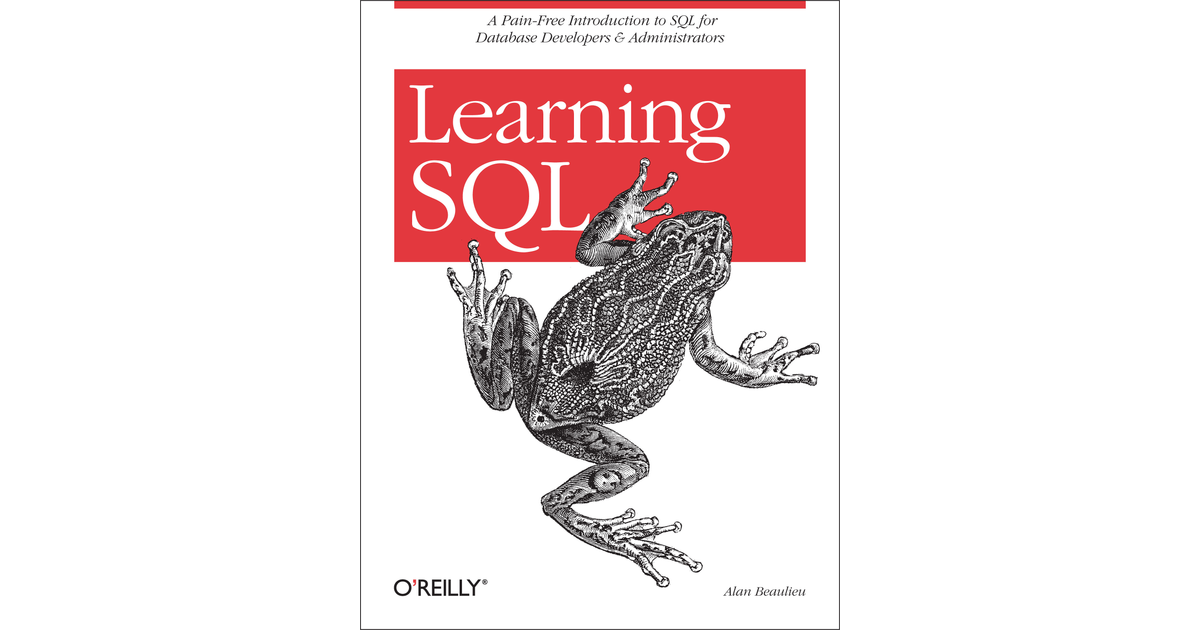 A Pain-Free Introduction to SQL for
Database Developers & Administrators
Learning
SQL
O'REILLY®
Alan Beaulieu